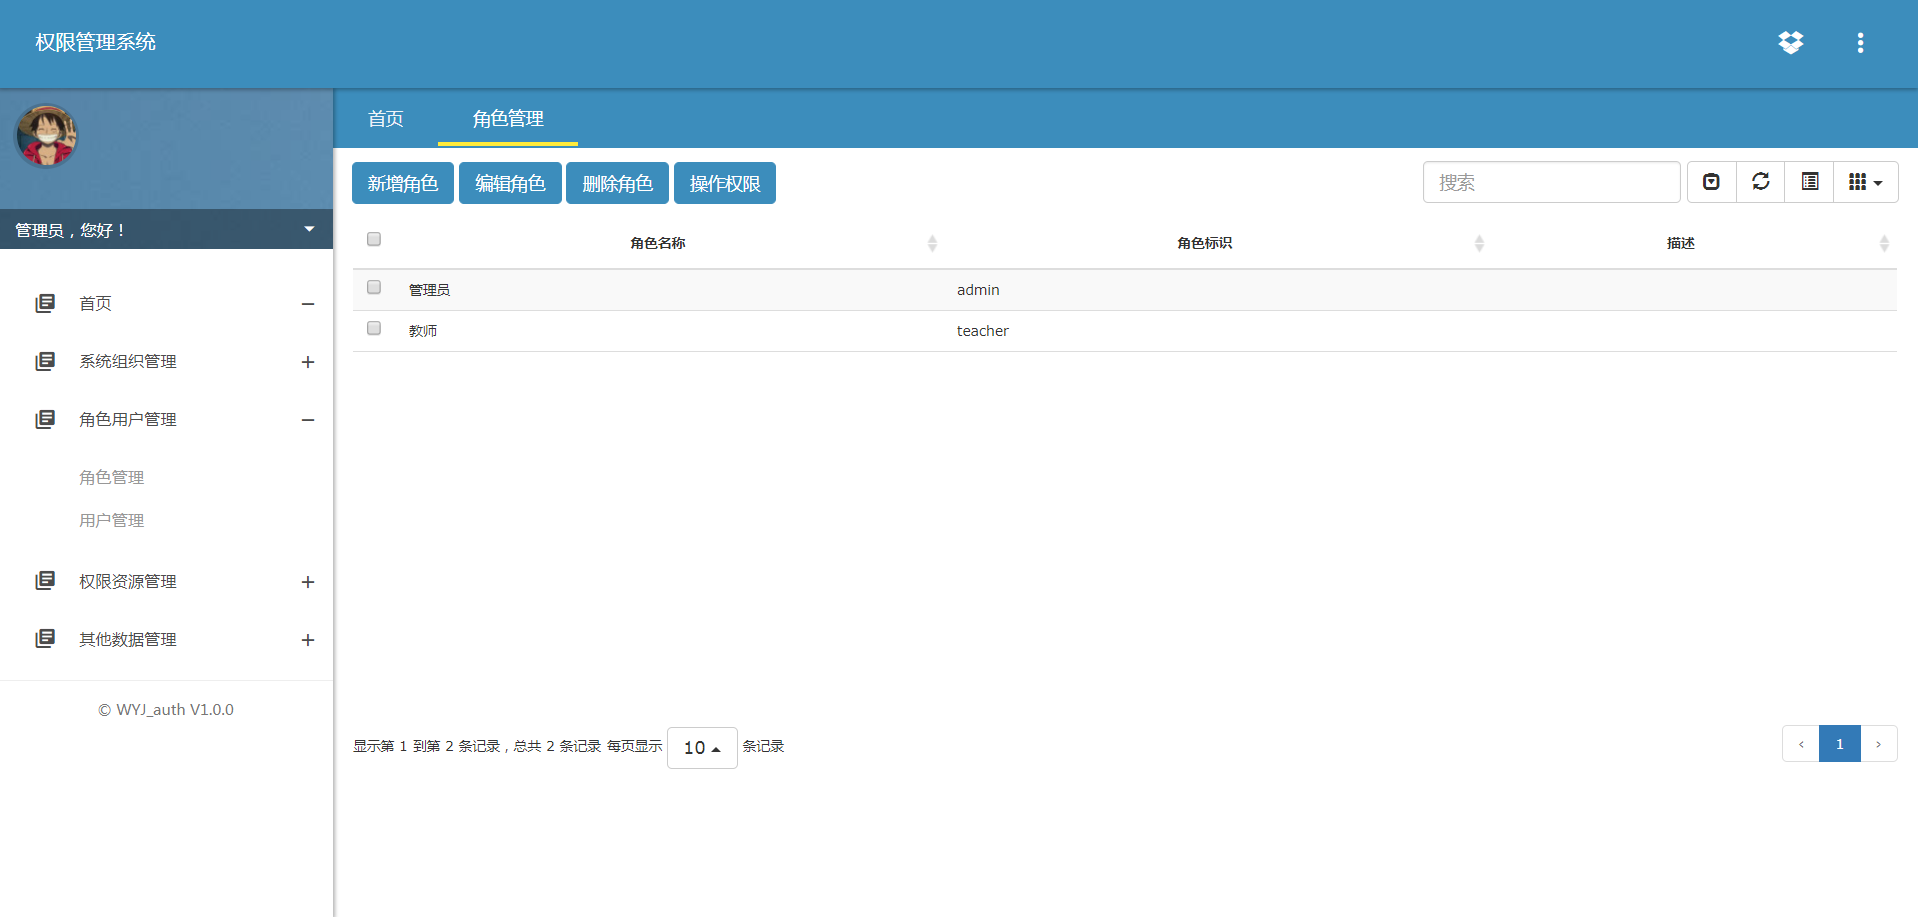 权限管理系统
首页 角色管理
管理员，您好！
首页
系统组织管理
角色用户管理
角色管理
用户管理
权限资源管理
其他数据管理
© WYJ_auth V1.0.0
新增角色 编辑角色 删除角色 操作权限 搜索
角色名称 角色标识 描述
管理员 admin
教师 teacher
显示第 1 到第 2 条记录，总共 2 条记录 每页显示 10 条记录 ‹ 1 ›